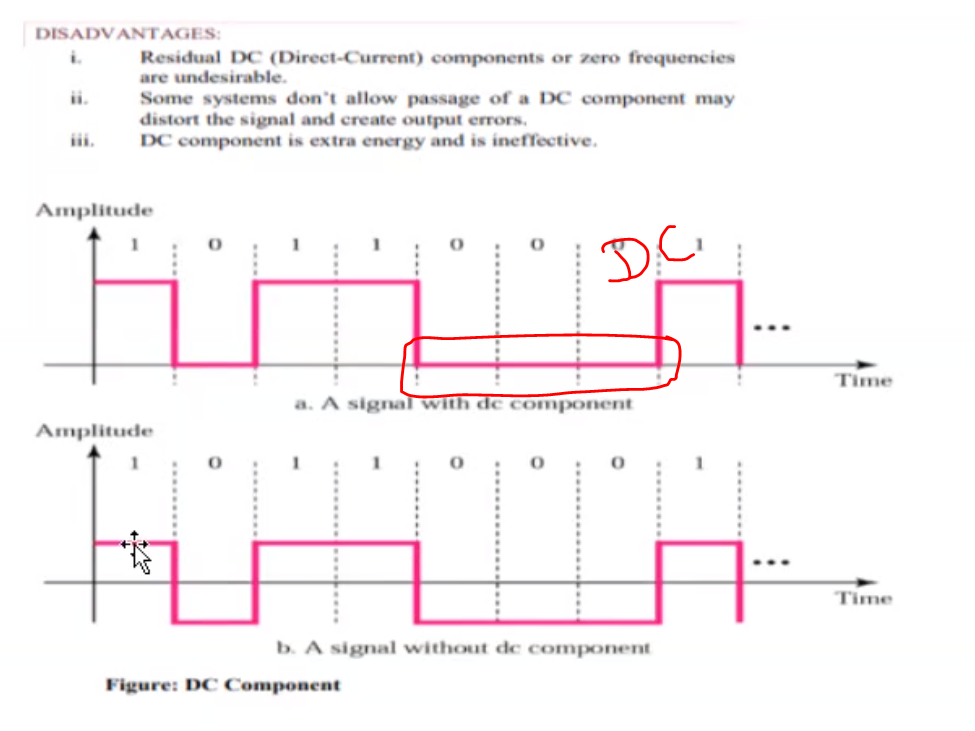 DISADVANTAGES:
i. Residual DC (Direct-Current) components or zero frequencies
are undesirable.
ii. Some systems don't allow passage of a DC component may
distort the signal and create output errors.
iii. DC component is extra energy and is ineffective.
Amplitude
1 0 1 1 0 0 0 1
DC
...
Time
a. A signal with dc component
Amplitude
1 0 1 1 0 0 0 1
...
Time
b. A signal without dc component
Figure: DC Component